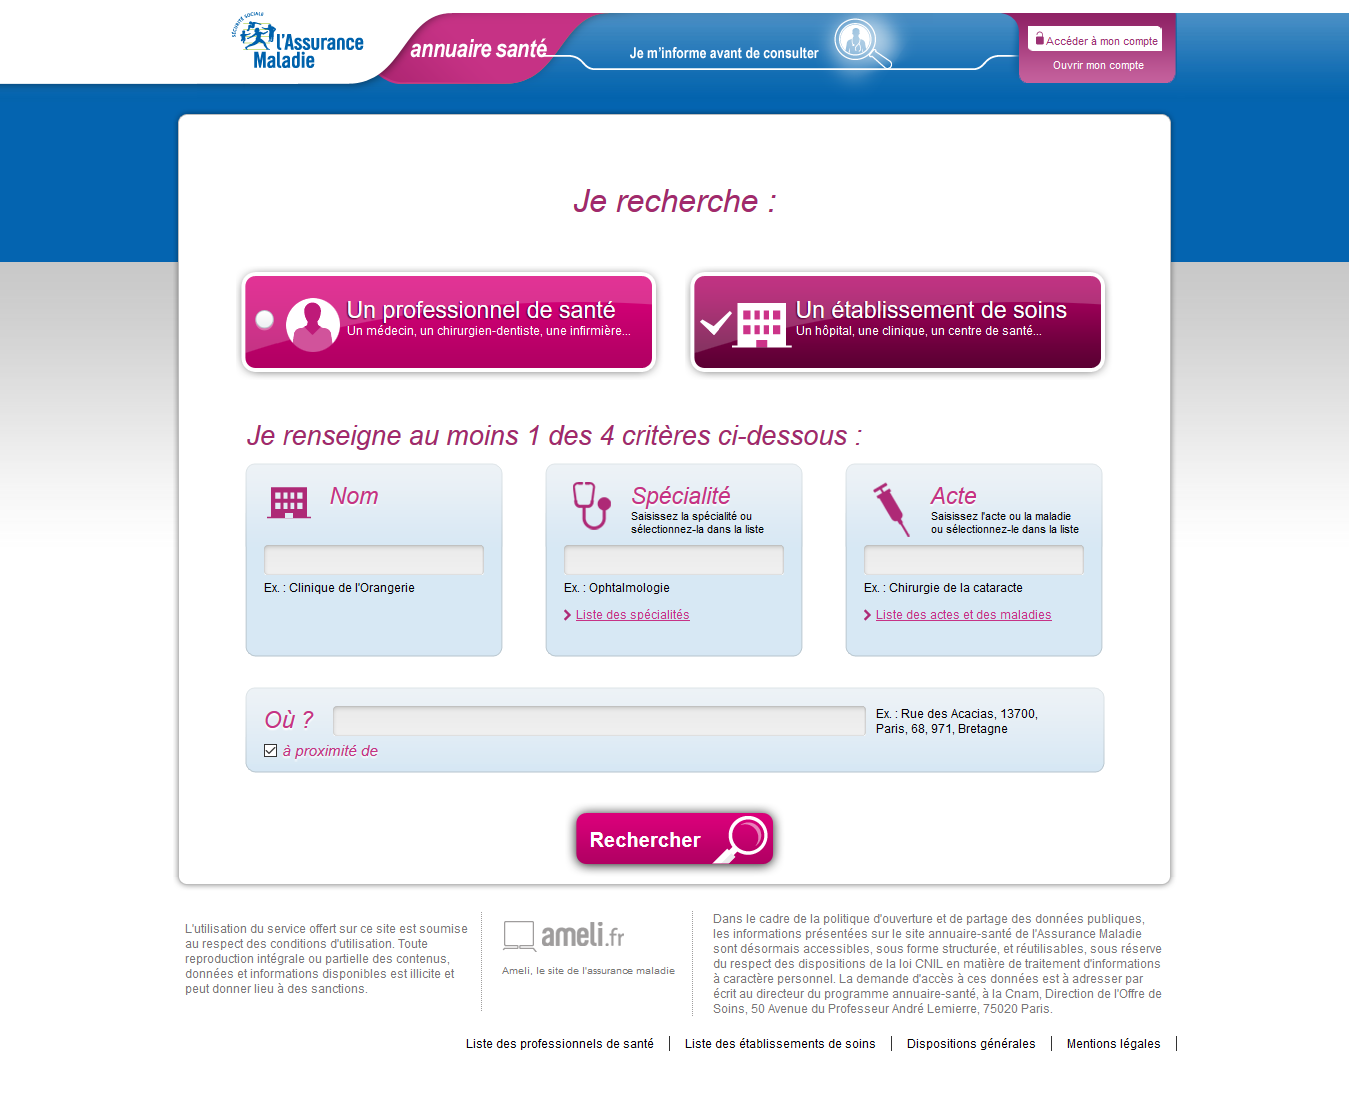 SÉCURITÉ SOCIALE
l'Assurance
Maladie
annuaire santé
Je m'informe avant de consulter
Accéder à mon compte
Ouvrir mon compte
Je recherche :
Un professionnel de santé
Un médecin, un chirurgien-dentiste, une infirmière...
Un établissement de soins
Un hôpital, une clinique, un centre de santé...
Je renseigne au moins 1 des 4 critères ci-dessous :
Nom
Ex. : Clinique de l'Orangerie
Spécialité
Saisissez la spécialité ou
sélectionnez-la dans la liste
Ex. : Ophtalmologie
Liste des spécialités
Acte
Saisissez l'acte ou la maladie
ou sélectionnez-le dans la liste
Ex. : Chirurgie de la cataracte
Liste des actes et des maladies
Où ?
Ex. : Rue des Acacias, 13700,
Paris, 68, 971, Bretagne
à proximité de
Rechercher
L'utilisation du service offert sur ce site est soumise
au respect des conditions d'utilisation. Toute
reproduction intégrale ou partielle des contenus,
données et informations disponibles est illicite et
peut donner lieu à des sanctions.
ameli.fr
Ameli, le site de l'assurance maladie
Dans le cadre de la politique d'ouverture et de partage des données publiques,
les informations présentées sur le site annuaire-santé de l'Assurance Maladie
sont désormais accessibles, sous forme structurée, et réutilisables, sous réserve
du respect des dispositions de la loi CNIL en matière de traitement d'informations
à caractère personnel. La demande d'accès à ces données est à adresser par
écrit au directeur du programme annuaire-santé, à la Cnam, Direction de l'Offre de
Soins, 50 Avenue du Professeur André Lemierre, 75020 Paris.
Liste des professionnels de santé
Liste des établissements de soins
Dispositions générales
Mentions légales